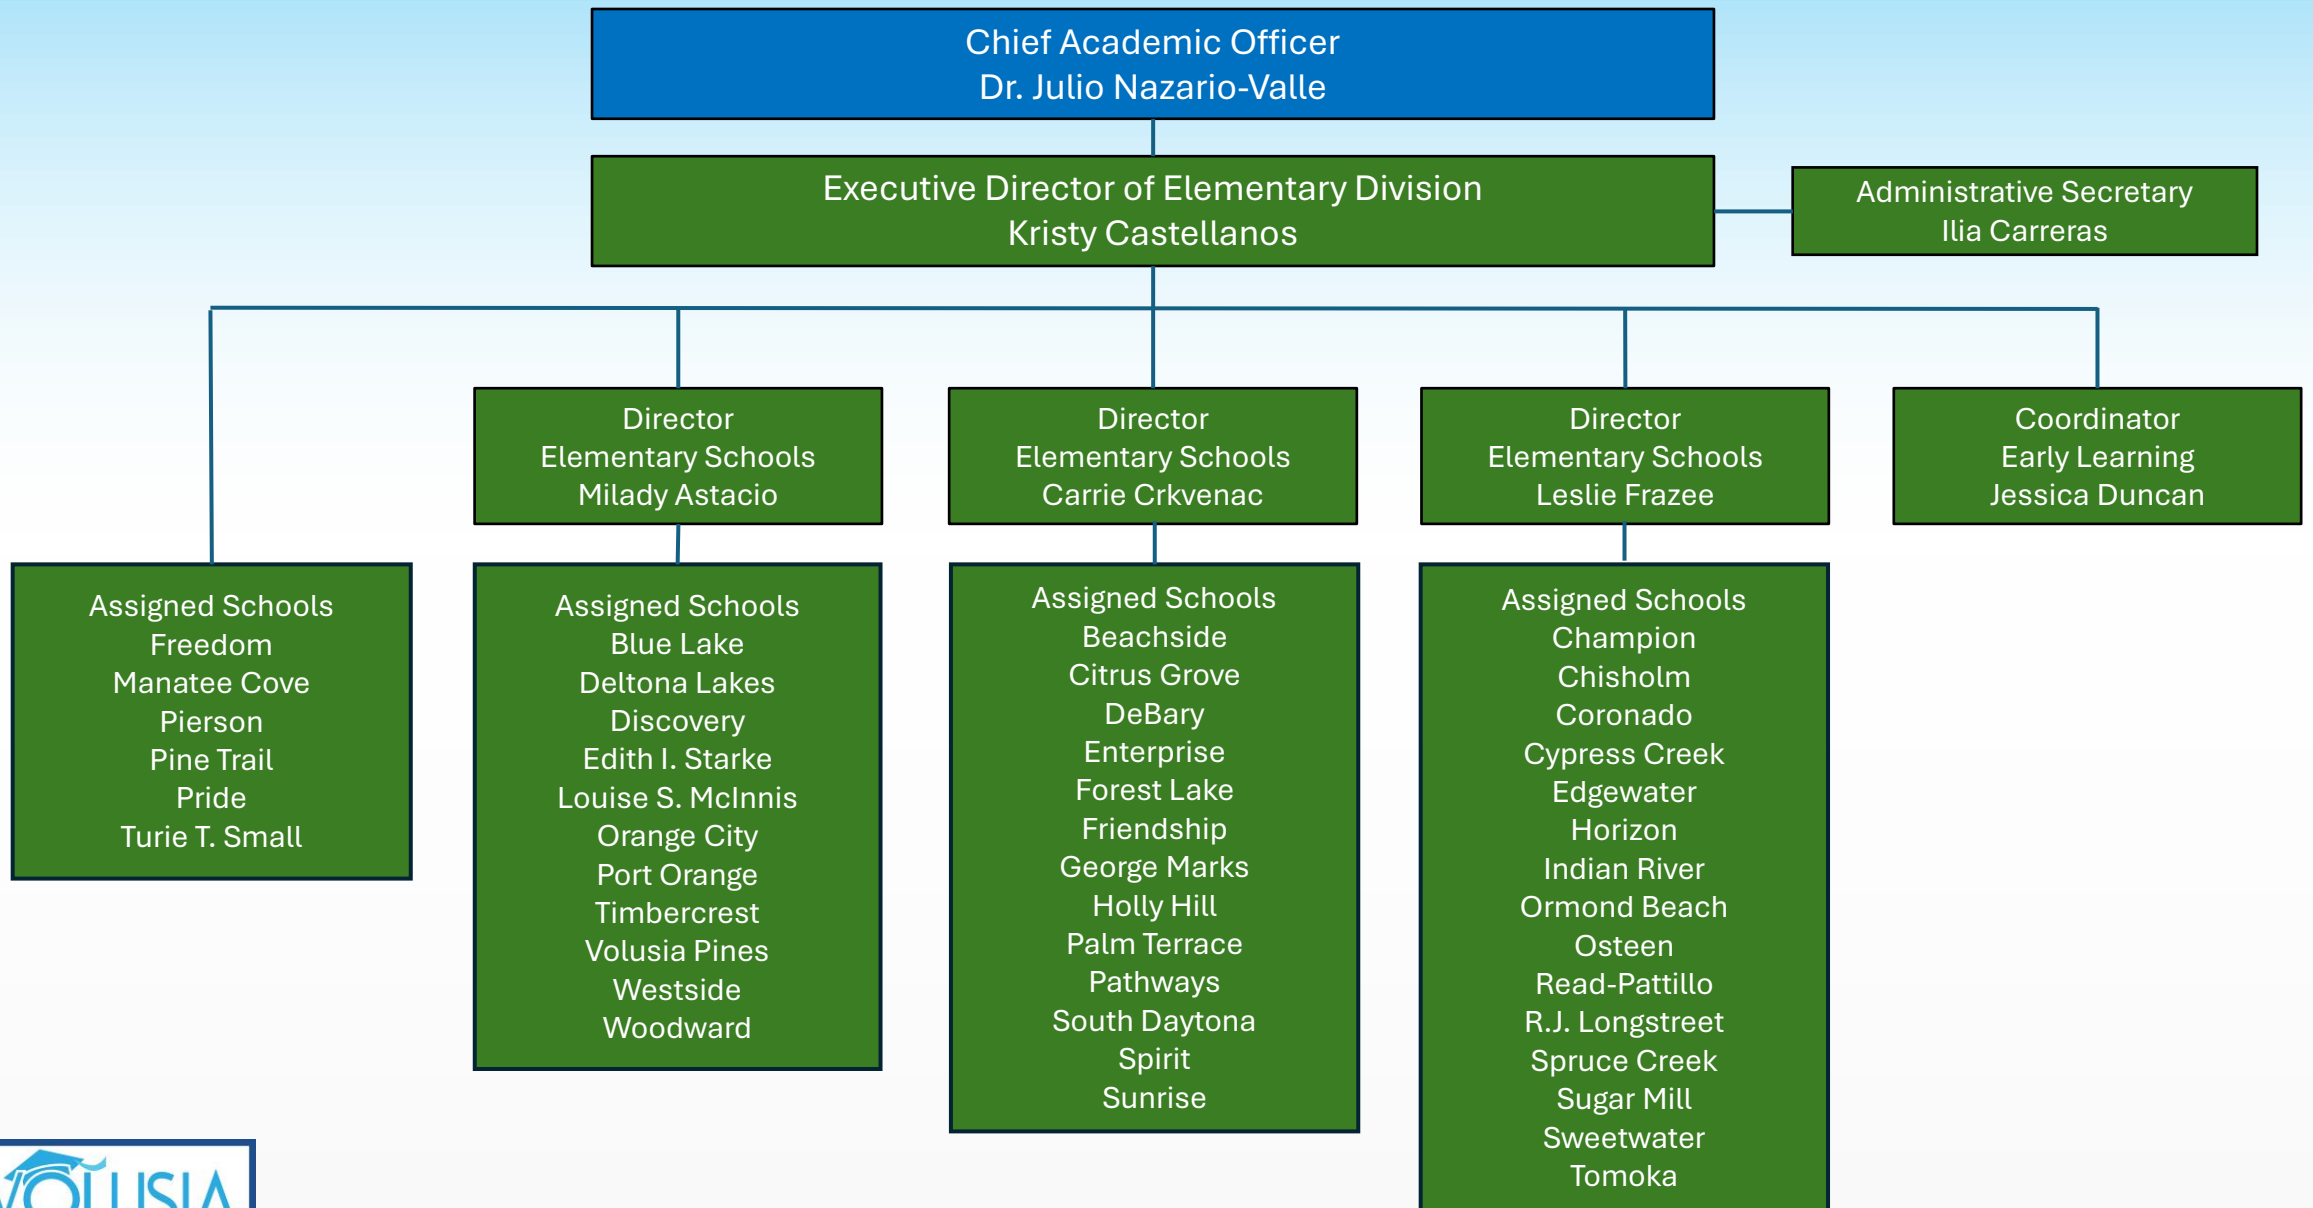 Chief Academic Officer
Dr. Julio Nazario-Valle
Executive Director of Elementary Division
Kristy Castellanos
Administrative Secretary
Ilia Carreras
Director
Elementary Schools
Milady Astacio
Director
Elementary Schools
Carrie Crkvenac
Director
Elementary Schools
Leslie Frazee
Coordinator
Early Learning
Jessica Duncan
Assigned Schools
Freedom
Manatee Cove
Pierson
Pine Trail
Pride
Turie T. Small
Assigned Schools
Blue Lake
Deltona Lakes
Discovery
Edith I. Starke
Louise S. McInnis
Orange City
Port Orange
Timbercrest
Volusia Pines
Westside
Woodward
Assigned Schools
Beachside
Citrus Grove
DeBary
Enterprise
Forest Lake
Friendship
George Marks
Holly Hill
Palm Terrace
Pathways
South Daytona
Spirit
Sunrise
Assigned Schools
Champion
Chisholm
Coronado
Cypress Creek
Edgewater
Horizon
Indian River
Ormond Beach
Osteen
Read-Pattillo
R.J. Longstreet
Spruce Creek
Sugar Mill
Sweetwater
Tomoka
VOLUSIA